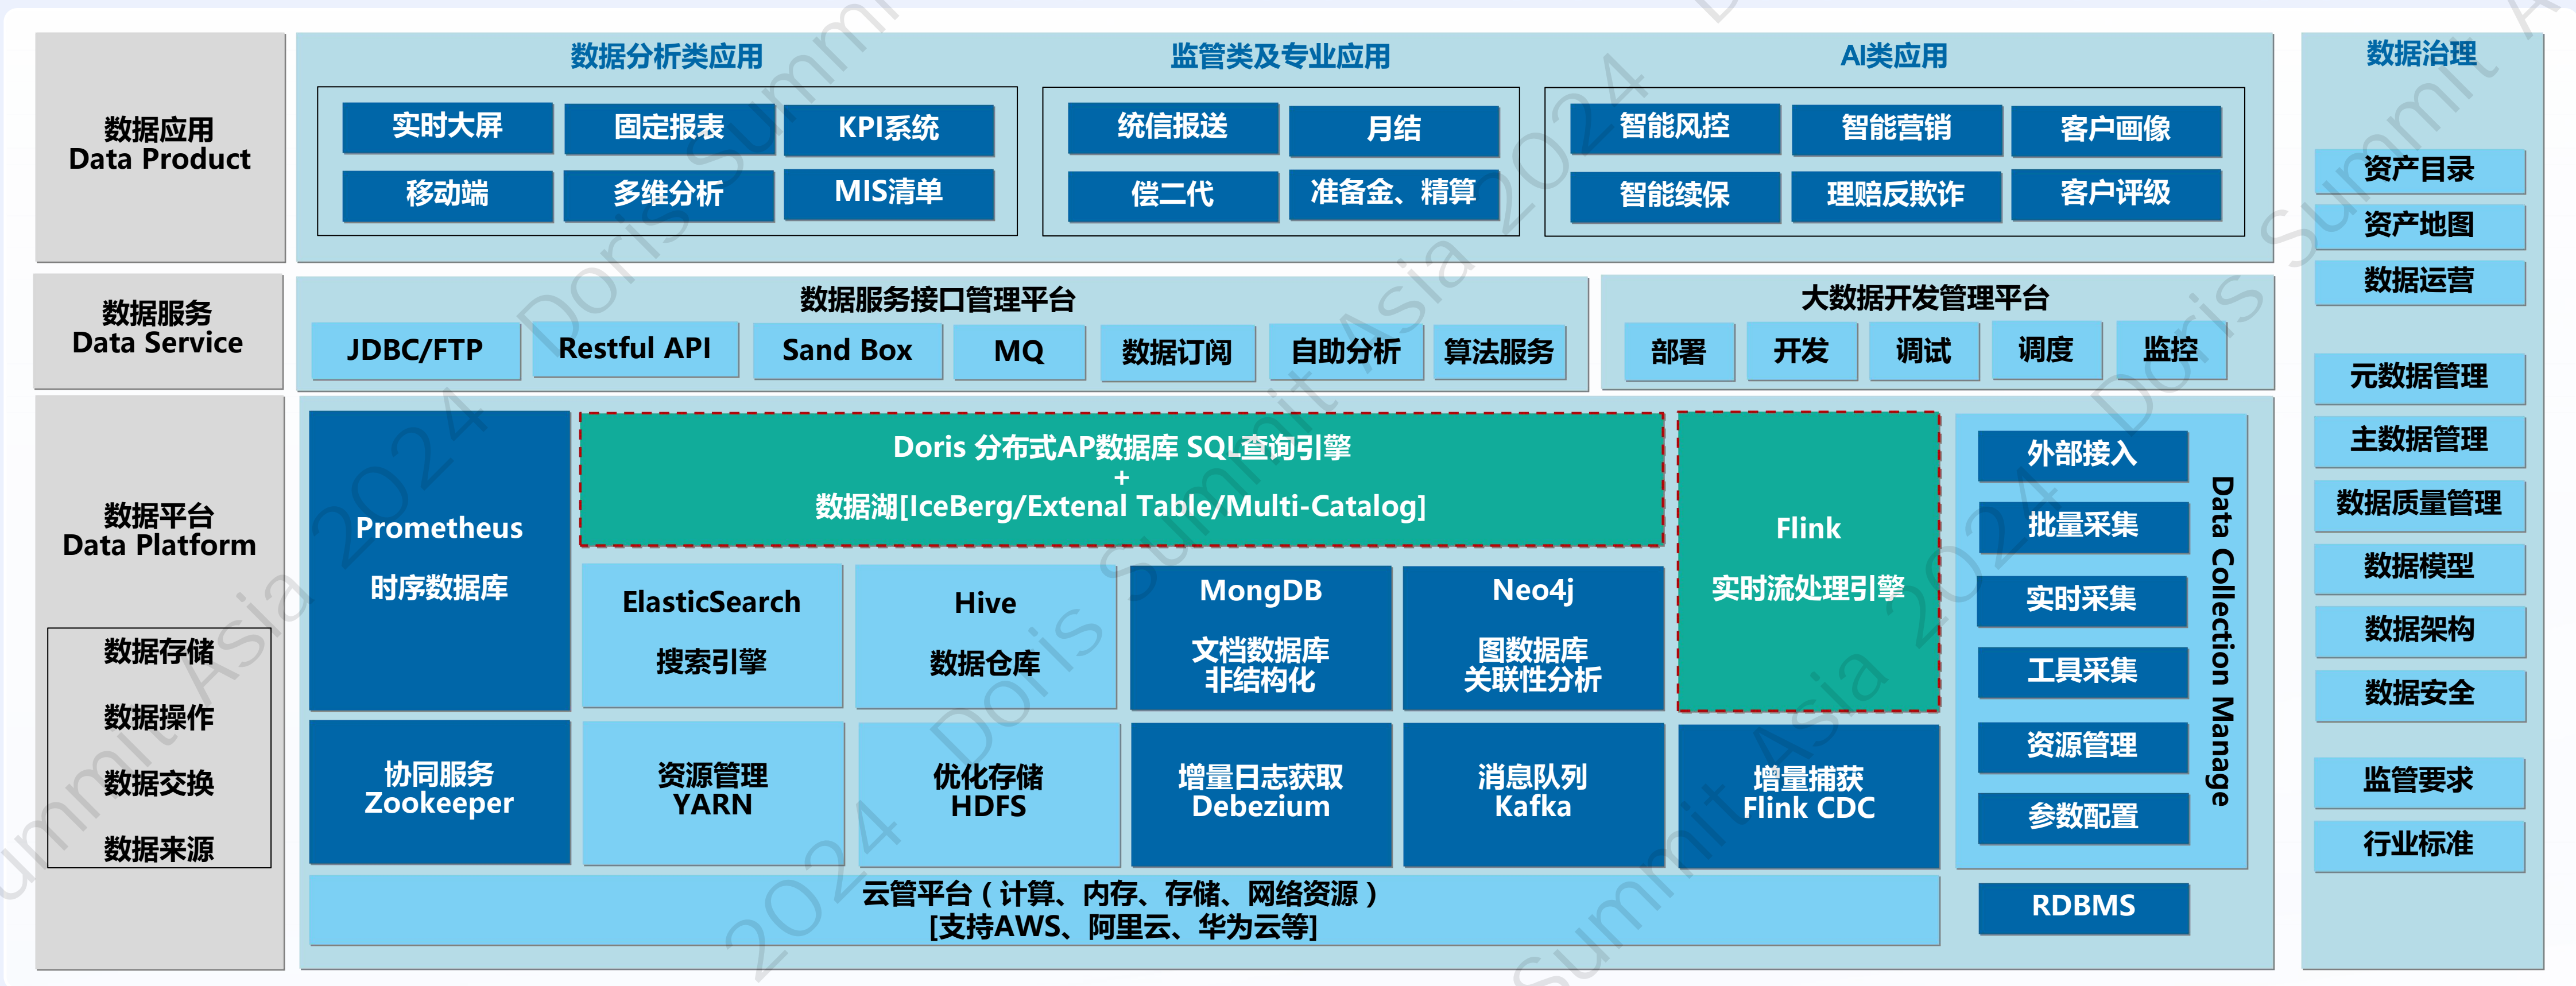 数据应用
Data Product
数据分析类应用
实时大屏
固定报表
KPI系统
移动端
多维分析
MIS清单
监管类及专业应用
统信报送
月结
偿二代
准备金、精算
AI类应用
智能风控
智能营销
客户画像
智能续保
理赔反欺诈
客户评级
数据服务
Data Service
数据服务接口管理平台
JDBC/FTP
Restful API
Sand Box
MQ
数据订阅
自助分析
算法服务
大数据开发管理平台
部署
开发
调试
调度
监控
数据平台
Data Platform
数据存储
数据操作
数据交换
数据来源
Prometheus
时序数据库
Doris 分布式AP数据库 SQL查询引擎
+
数据湖[IceBerg/Extenal Table/Multi-Catalog]
Flink
实时流处理引擎
ElasticSearch
搜索引擎
Hive
数据仓库
MongDB
文档数据库
非结构化
Neo4j
图数据库
关联性分析
协同服务
Zookeeper
资源管理
YARN
优化存储
HDFS
增量日志获取
Debezium
消息队列
Kafka
增量捕获
Flink CDC
云管平台（计算、内存、存储、网络资源）
[支持AWS、阿里云、华为云等]
外部接入
批量采集
实时采集
工具采集
资源管理
参数配置
Data Collection Manage
RDBMS
数据治理
资产目录
资产地图
数据运营
元数据管理
主数据管理
数据质量管理
数据模型
数据架构
数据安全
监管要求
行业标准
Doris Summit Asia 2024
Doris Summit Asia 2024
Doris Summit Asia 2024